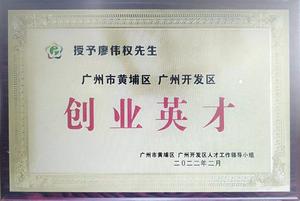 授予廖伟权先生
广州市黄埔区 广州开发区
创业英才
广州市黄埔区 广州开发区人才工作领导小组
二〇二二年二月